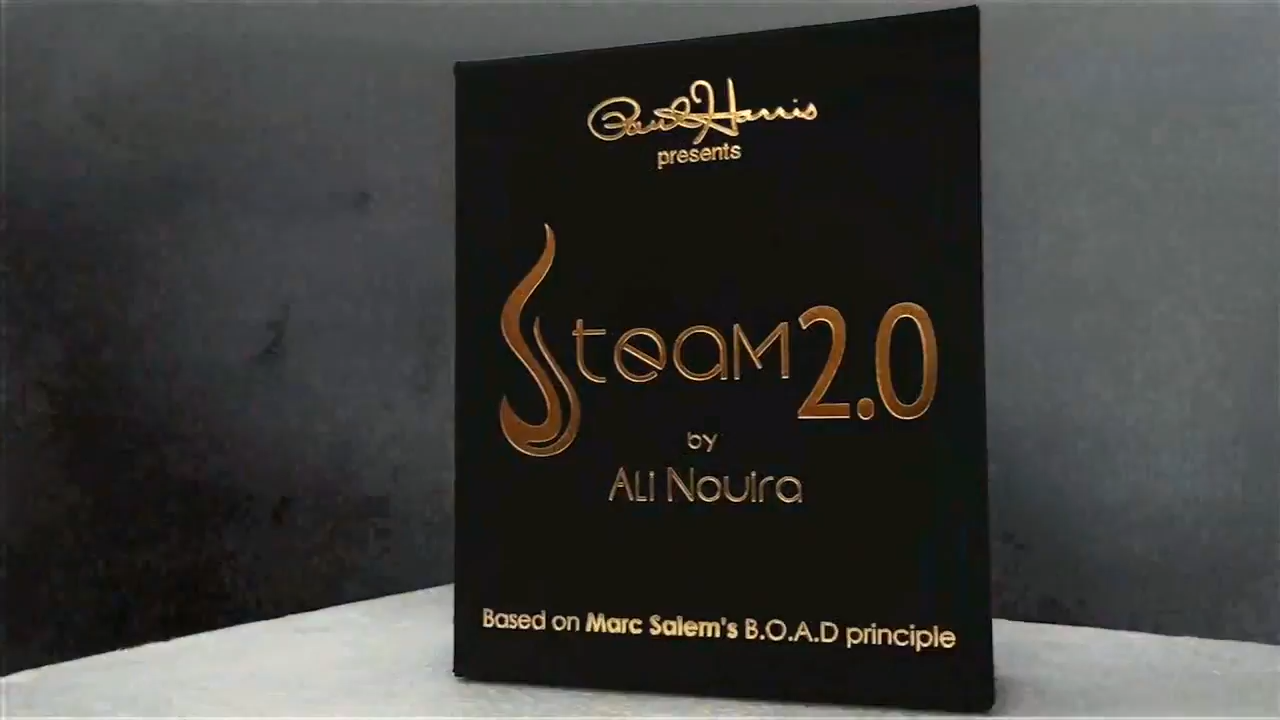 Paul Harris
presents
Steam 2.0
by
Ali Nouira
Based on Marc Salem's B.O.A.D principle